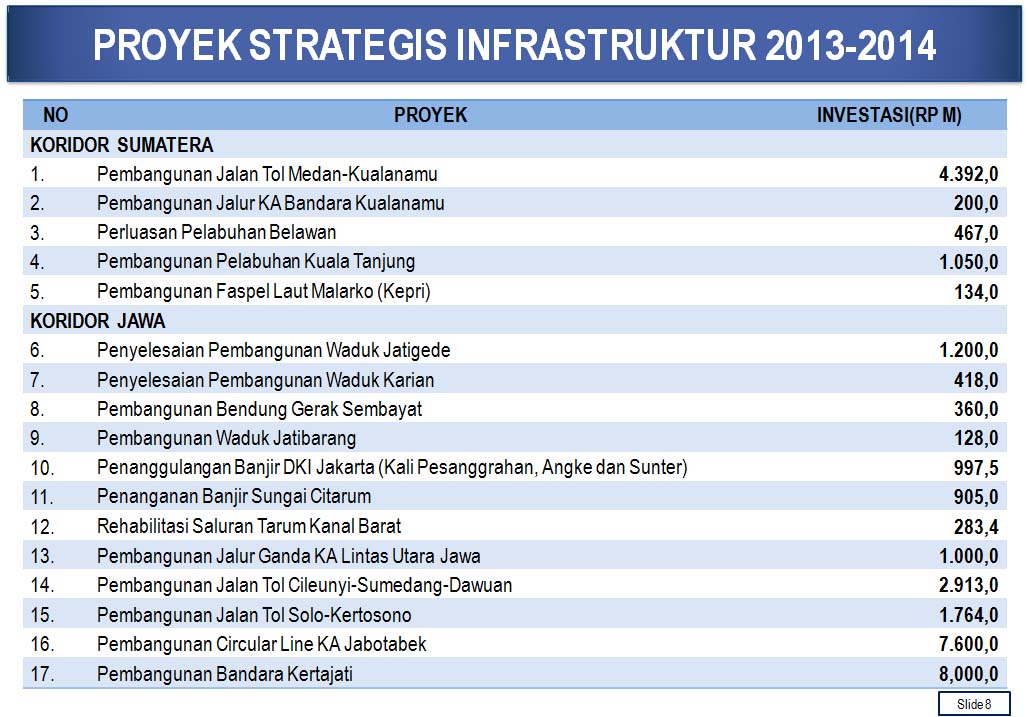 PROYEK STRATEGIS INFRASTRUKTUR 2013-2014
NO PROYEK INVESTASI(RP M)
KORIDOR SUMATERA
1. Pembangunan Jalan Tol Medan-Kualanamu 4.392,0
2. Pembangunan Jalur KA Bandara Kualanamu 200,0
3. Perluasan Pelabuhan Belawan 467,0
4. Pembangunan Pelabuhan Kuala Tanjung 1.050,0
5. Pembangunan Faspel Laut Malarko (Kepri) 134,0
KORIDOR JAWA
6. Penyelesaian Pembangunan Waduk Jatigede 1.200,0
7. Penyelesaian Pembangunan Waduk Karian 418,0
8. Pembangunan Bendung Gerak Sembayat 360,0
9. Pembangunan Waduk Jatibarang 128,0
10. Penanggulangan Banjir DKI Jakarta (Kali Pesanggrahan, Angke dan Sunter) 997,5
11. Penanganan Banjir Sungai Citarum 905,0
12. Rehabilitasi Saluran Tarum Kanal Barat 283,4
13. Pembangunan Jalur Ganda KA Lintas Utara Jawa 1.000,0
14. Pembangunan Jalan Tol Cileunyi-Sumedang-Dawuan 2.913,0
15. Pembangunan Jalan Tol Solo-Kertosono 1.764,0
16. Pembangunan Circular Line KA Jabotabek 7.600,0
17. Pembangunan Bandara Kertajati 8,000,0
Slide 8